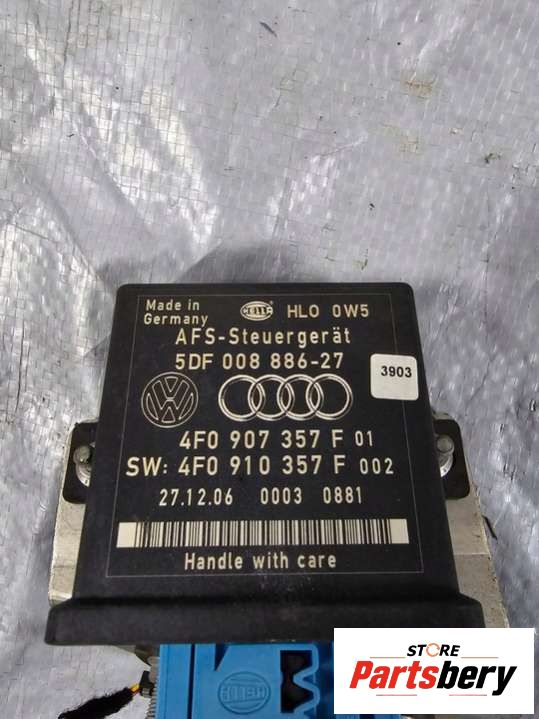 Made in
Germany
HELLA
HLO 0W5
AFS-Steuergerät
5DF 008 886-27
3903
4F0 907 357 F 01
SW: 4F0 910 357 F 002
27.12.06 0003 0881
Handle with care
HELLA
STORE
Partsbery